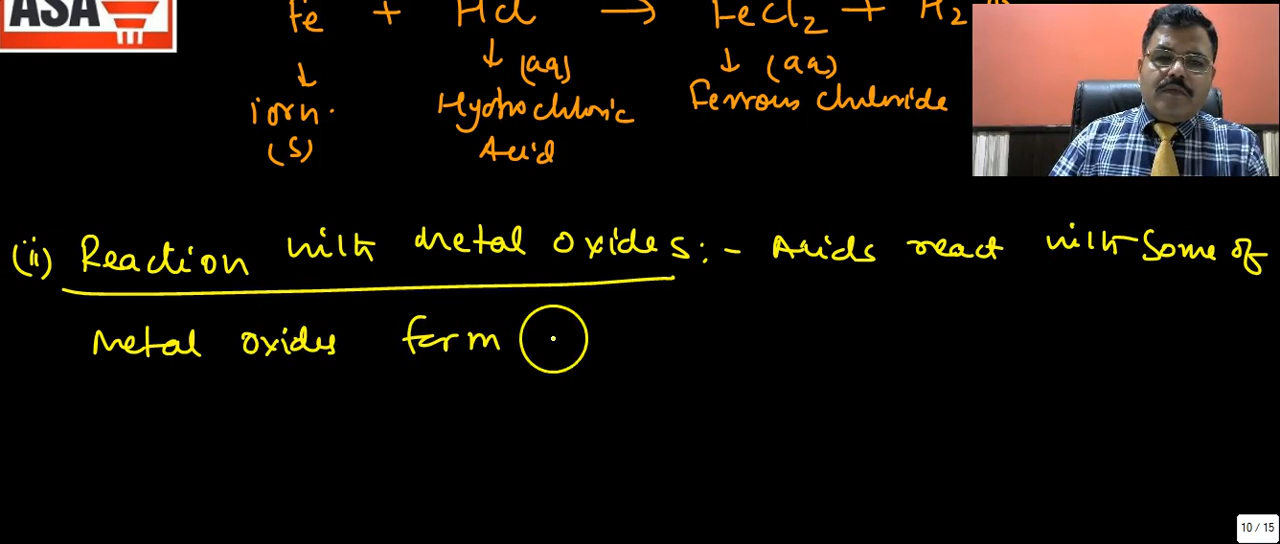 ASA
Fe + Hcl → FeCl2 + H2
↓ ↓ (aq) ↓ (aq)
iorn. Hydrochloric Ferrous chloride
(s) Acid
(ii) Reaction with Metal oxides :- Acids react with Some of
Metal oxides form
10 / 15